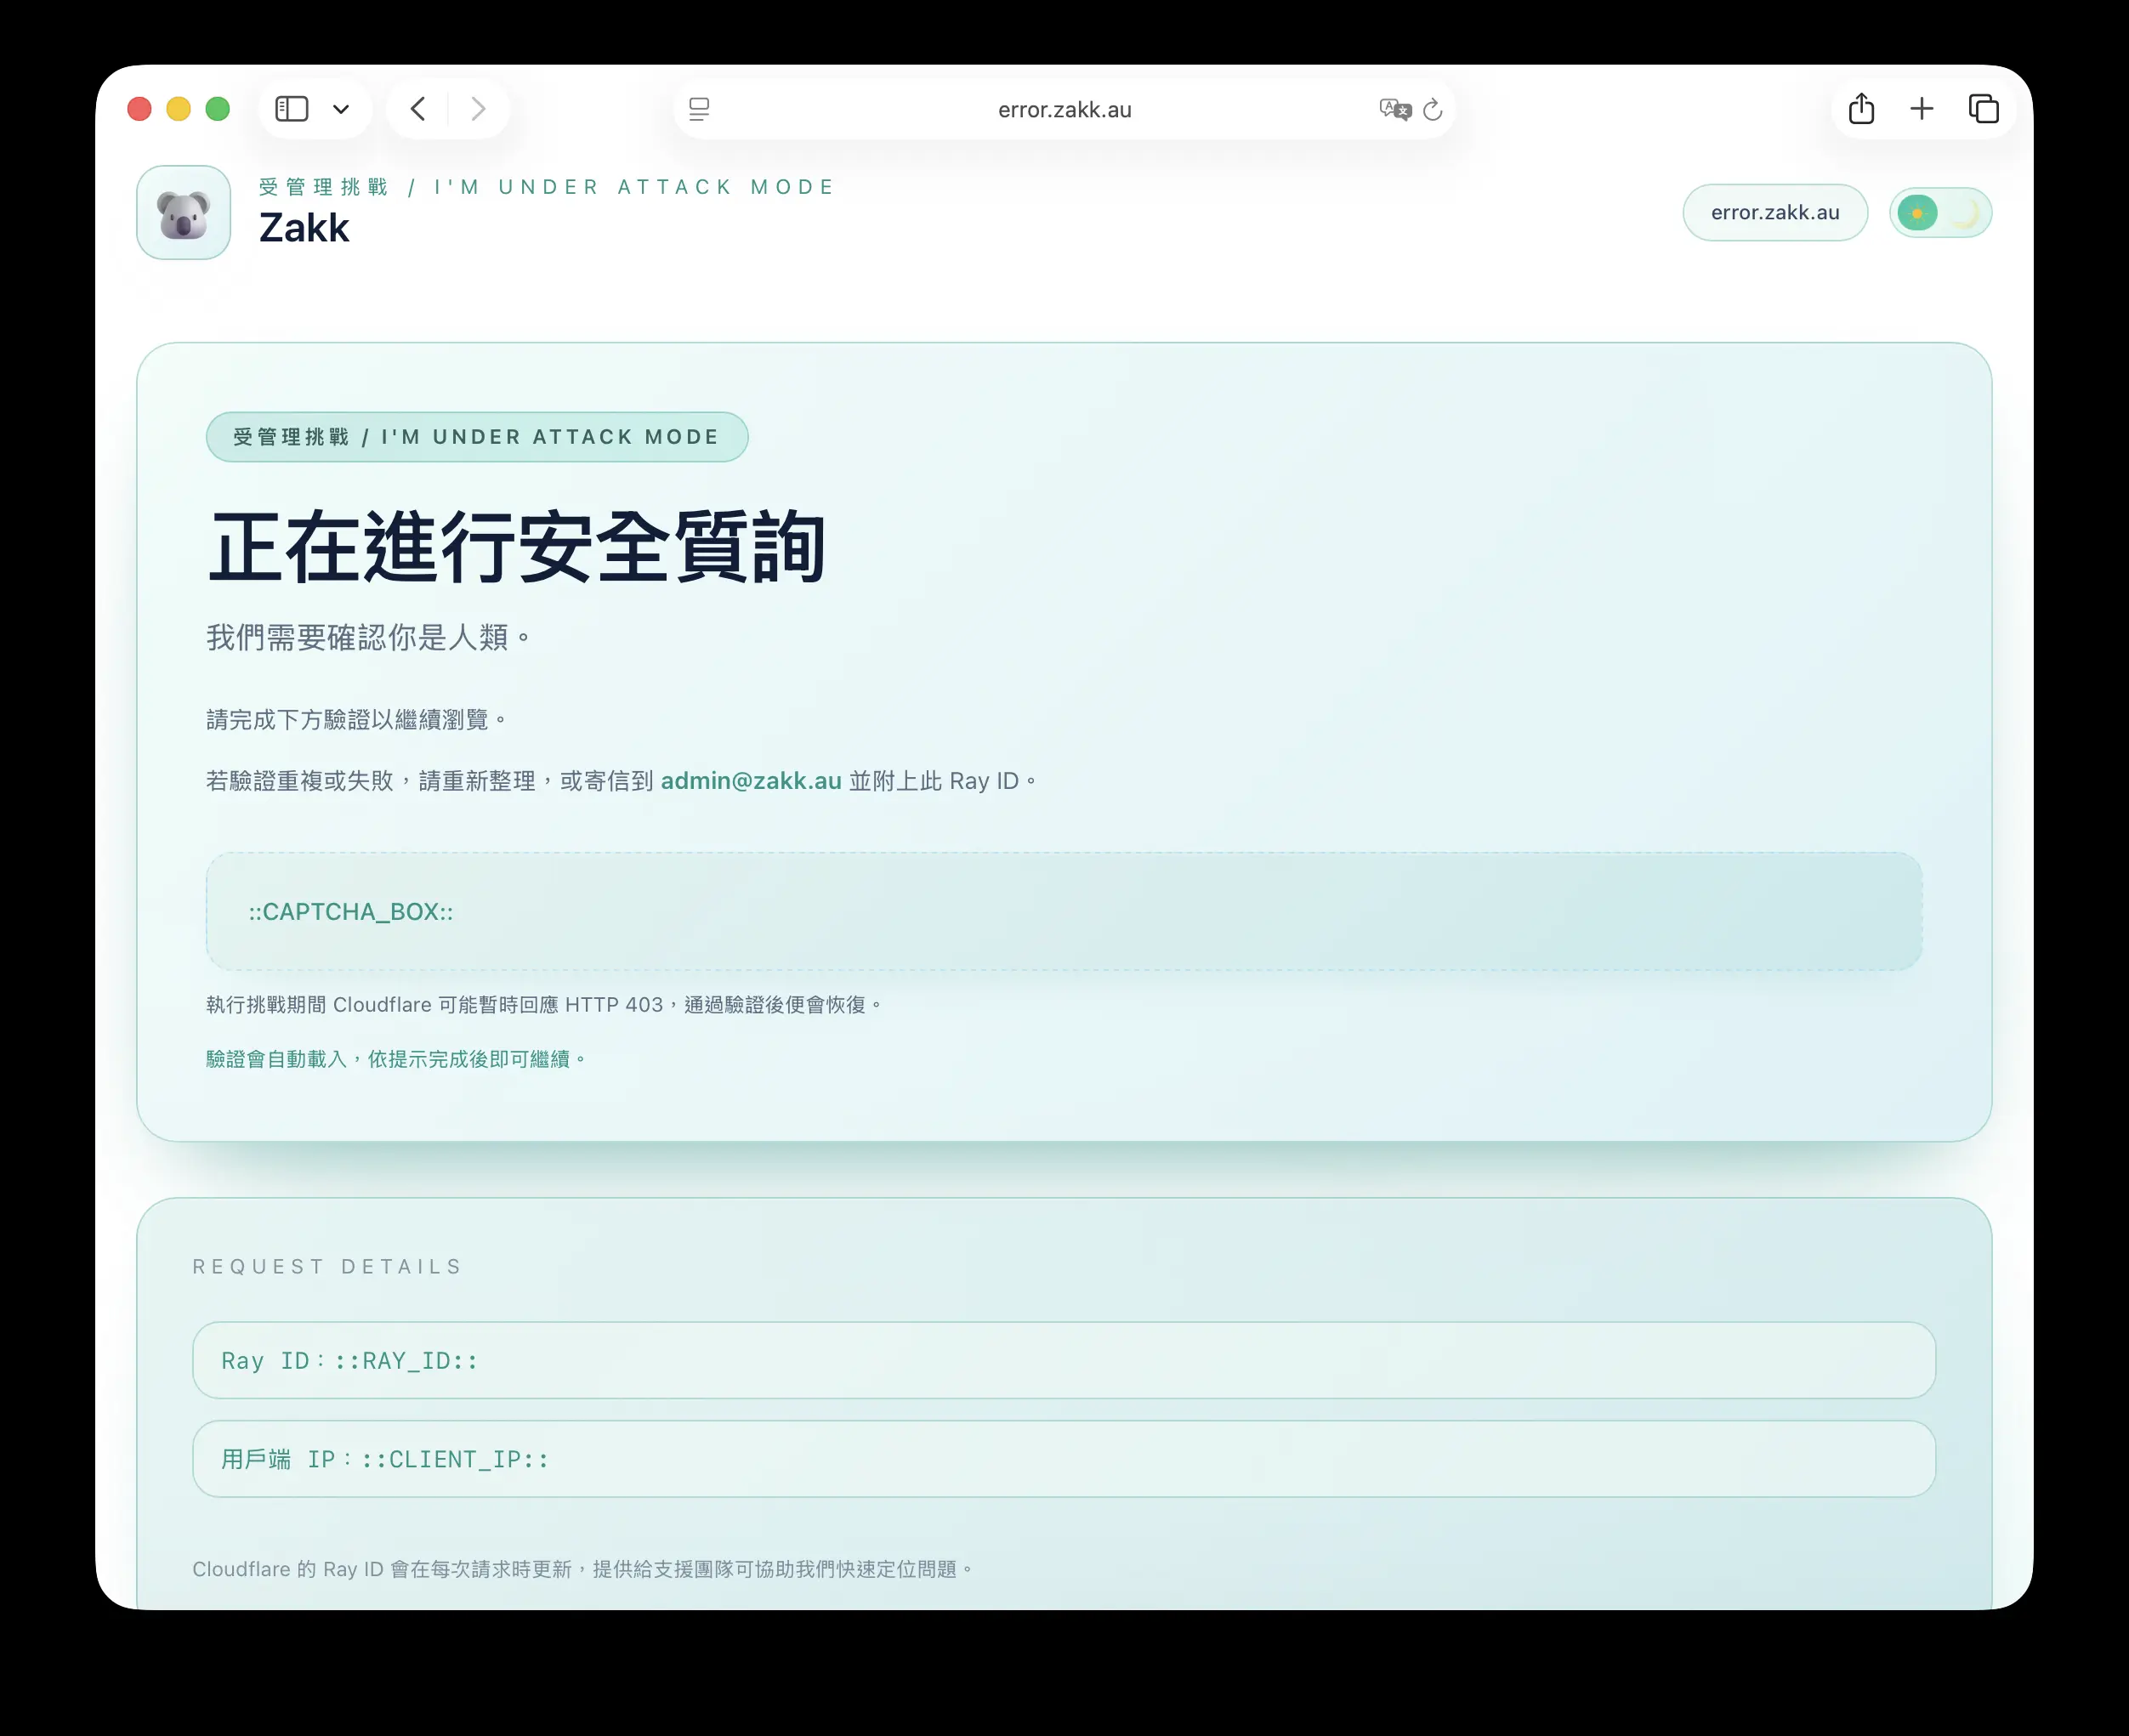 error.zakk.au
受管理挑戰 / I'M UNDER ATTACK MODE
Zakk
error.zakk.au
受管理挑戰 / I'M UNDER ATTACK MODE
正在進行安全質詢
我們需要確認你是人類。
請完成下方驗證以繼續瀏覽。
若驗證重複或失敗，請重新整理，或寄信到 admin@zakk.au 並附上此 Ray ID。
::CAPTCHA_BOX::
執行挑戰期間 Cloudflare 可能暫時回應 HTTP 403，通過驗證後便會恢復。
驗證會自動載入，依提示完成後即可繼續。
REQUEST DETAILS
Ray ID：::RAY_ID::
用戶端 IP：::CLIENT_IP::
Cloudflare 的 Ray ID 會在每次請求時更新，提供給支援團隊可協助我們快速定位問題。